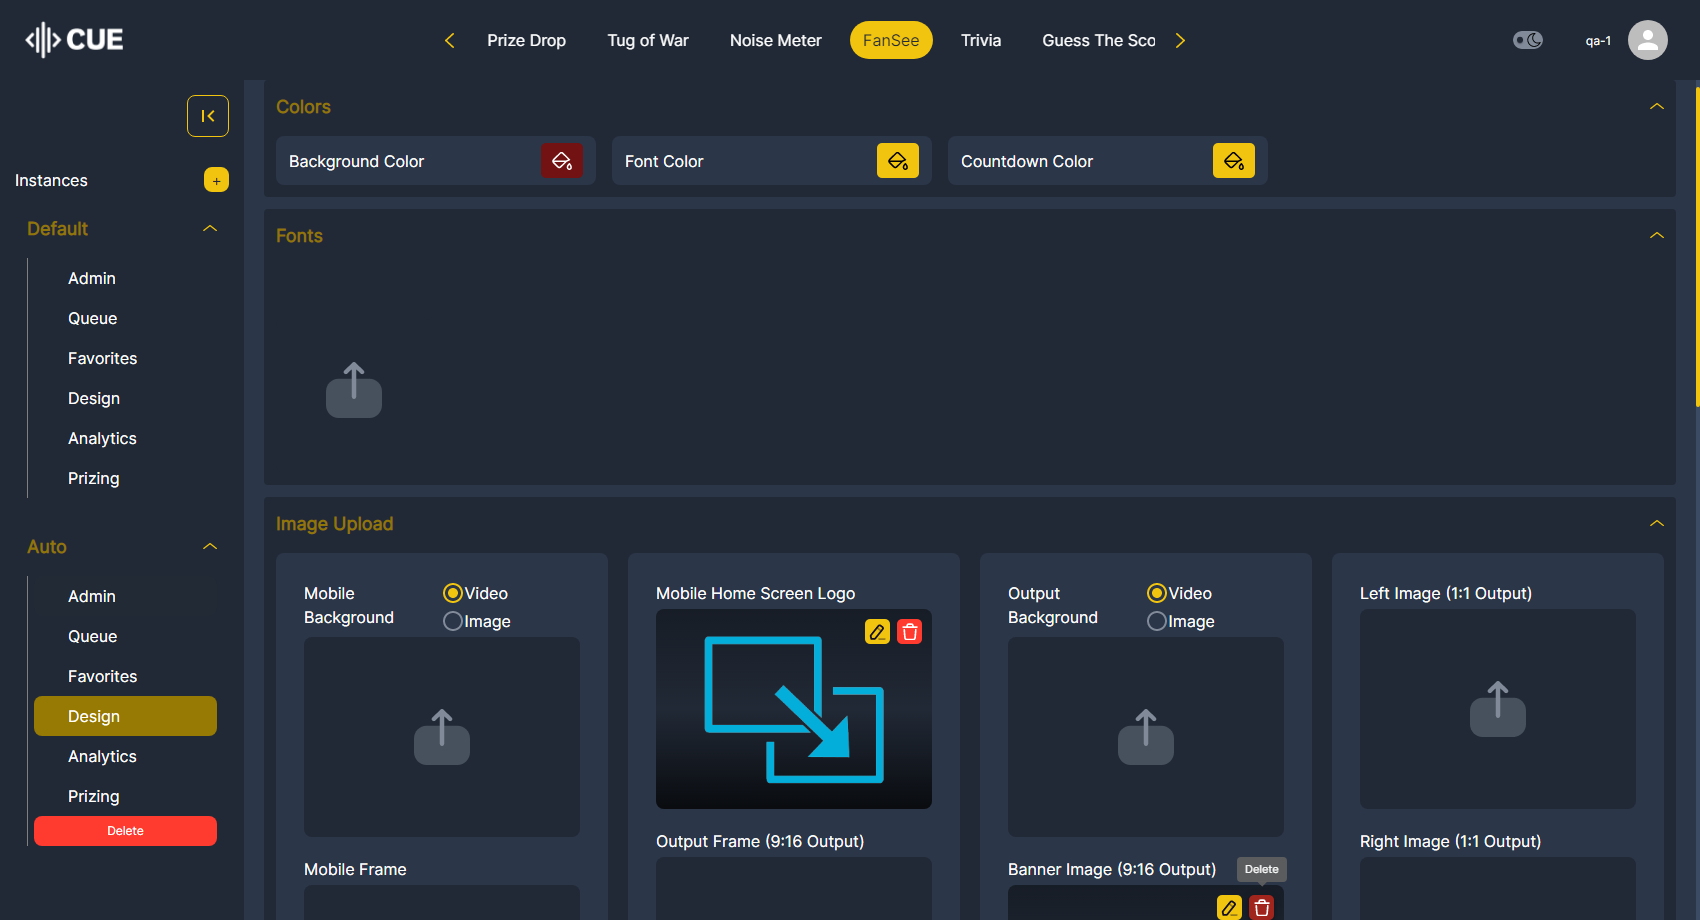 CUE
Prize Drop
Tug of War
Noise Meter
FanSee
Trivia
Guess The Sco
qa-1
Instances
+
Default
Admin
Queue
Favorites
Design
Analytics
Prizing
Auto
Admin
Queue
Favorites
Design
Analytics
Prizing
Delete
Colors
Background Color
Font Color
Countdown Color
Fonts
Image Upload
Mobile
Background
Video
Image
Mobile Home Screen Logo
Output
Background
Video
Image
Left Image (1:1 Output)
Mobile Frame
Output Frame (9:16 Output)
Banner Image (9:16 Output)
Delete
Right Image (1:1 Output)